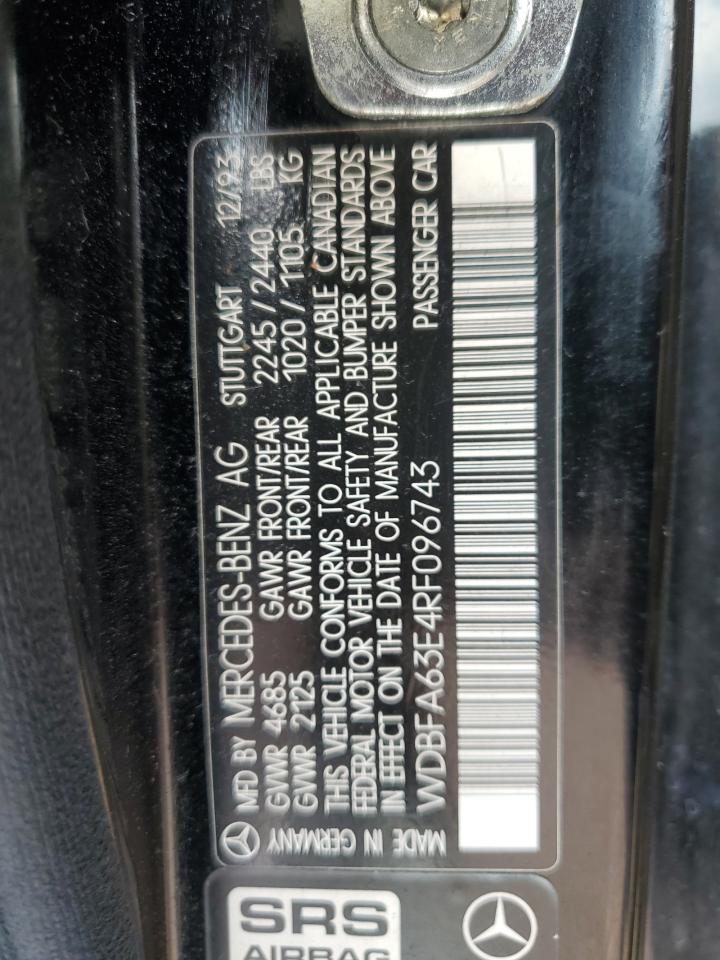 MFD BY MERCEDES-BENZ AG STUTTGART 12/93
GVWR 4685 GAWR FRONT/REAR 2245 / 2440 LBS
GVWR 2125 GAWR FRONT/REAR 1020 / 1105 KG
THIS VEHICLE CONFORMS TO ALL APPLICABLE CANADIAN
FEDERAL MOTOR VEHICLE SAFETY AND BUMPER STANDARDS
IN EFFECT ON THE DATE OF MANUFACTURE SHOWN ABOVE
WDBFA63E4RF096743 PASSENGER CAR
MADE IN GERMANY
SRS
AIRBAG